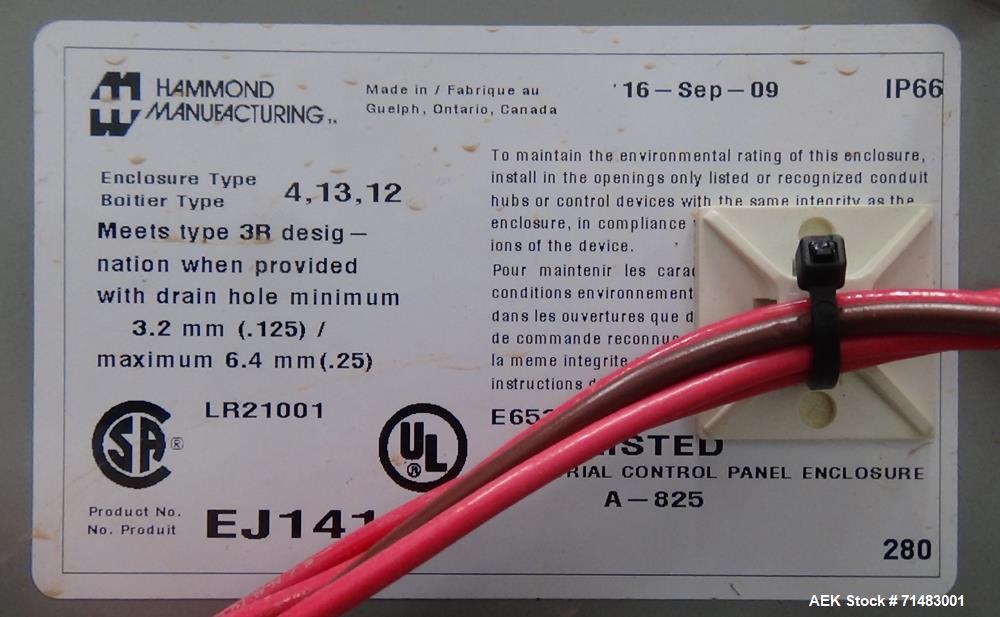 HAMMOND
MANUFACTURING™
Made in / Fabrique au
Guelph, Ontario, Canada
'16-Sep-09
IP66
Enclosure Type
Boitier Type
4,13,12
Meets type 3R desig-
nation when provided
with drain hole minimum
3.2 mm (.125) /
maximum 6.4 mm(.25)
To maintain the environmental rating of this enclosure,
install in the openings only listed or recognized conduit
hubs or control devices with the same integrity as the
enclosure, in compliance
ions of the device.
Pour maintenir les
conditions
dans les ouvertures que
de commande
la meme integrite
instructions
SA®
LR21001
UL®
LISTED
CONTROL PANEL ENCLOSURE
A-825
Product No.
No. Produit
280
AEK Stock # 71483001